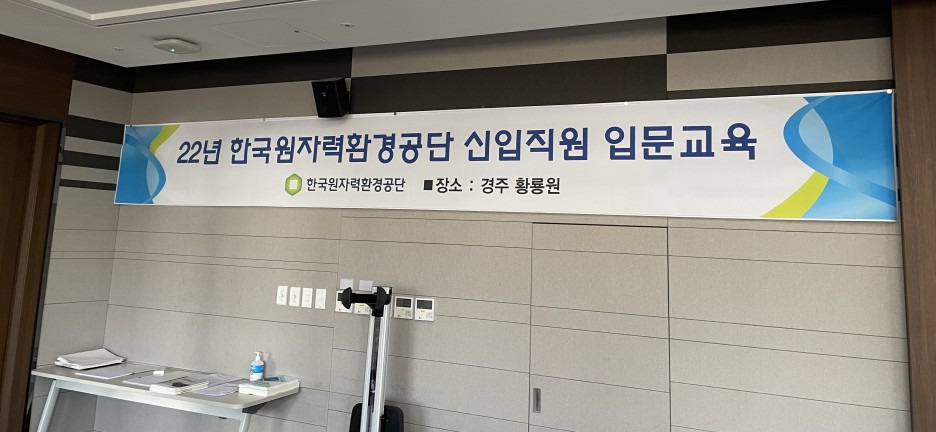 22년 한국원자력환경공단 신입직원 입문교육
한국원자력환경공단 ■장소 : 경주 황룡원